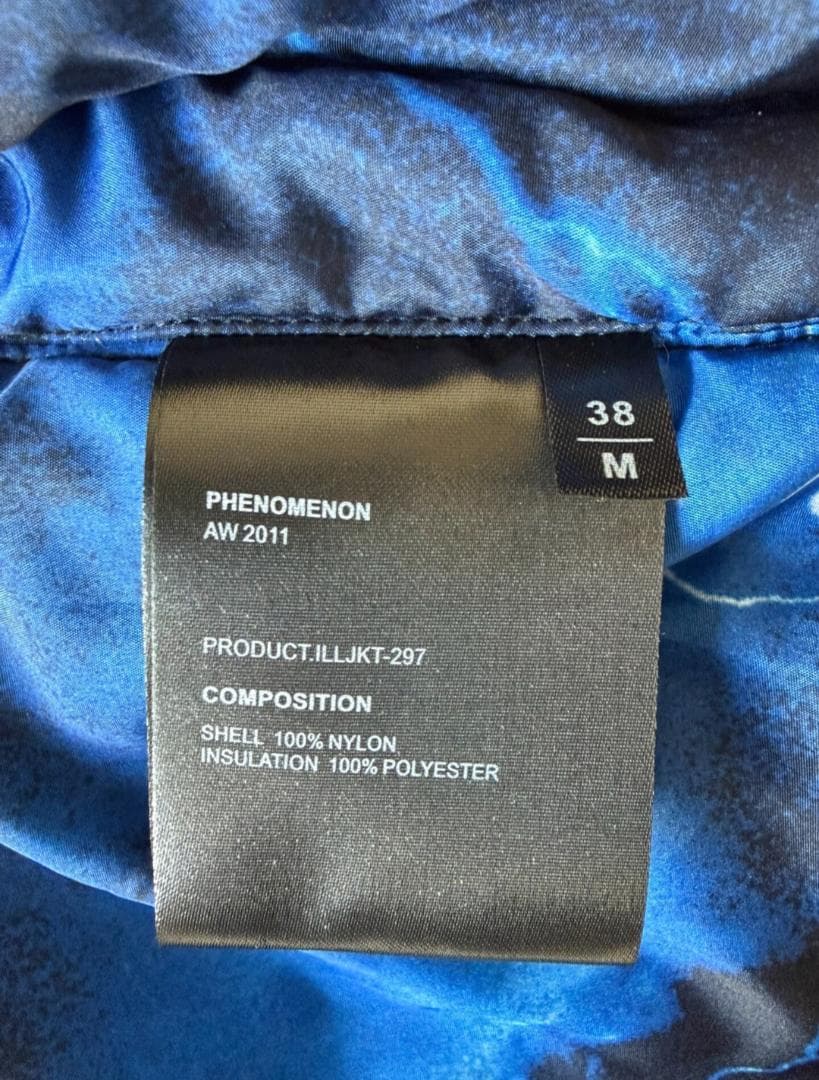 38
M
PHENOMENON
AW 2011
PRODUCT.ILLJKT-297
COMPOSITION
SHELL 100% NYLON
INSULATION 100% POLYESTER